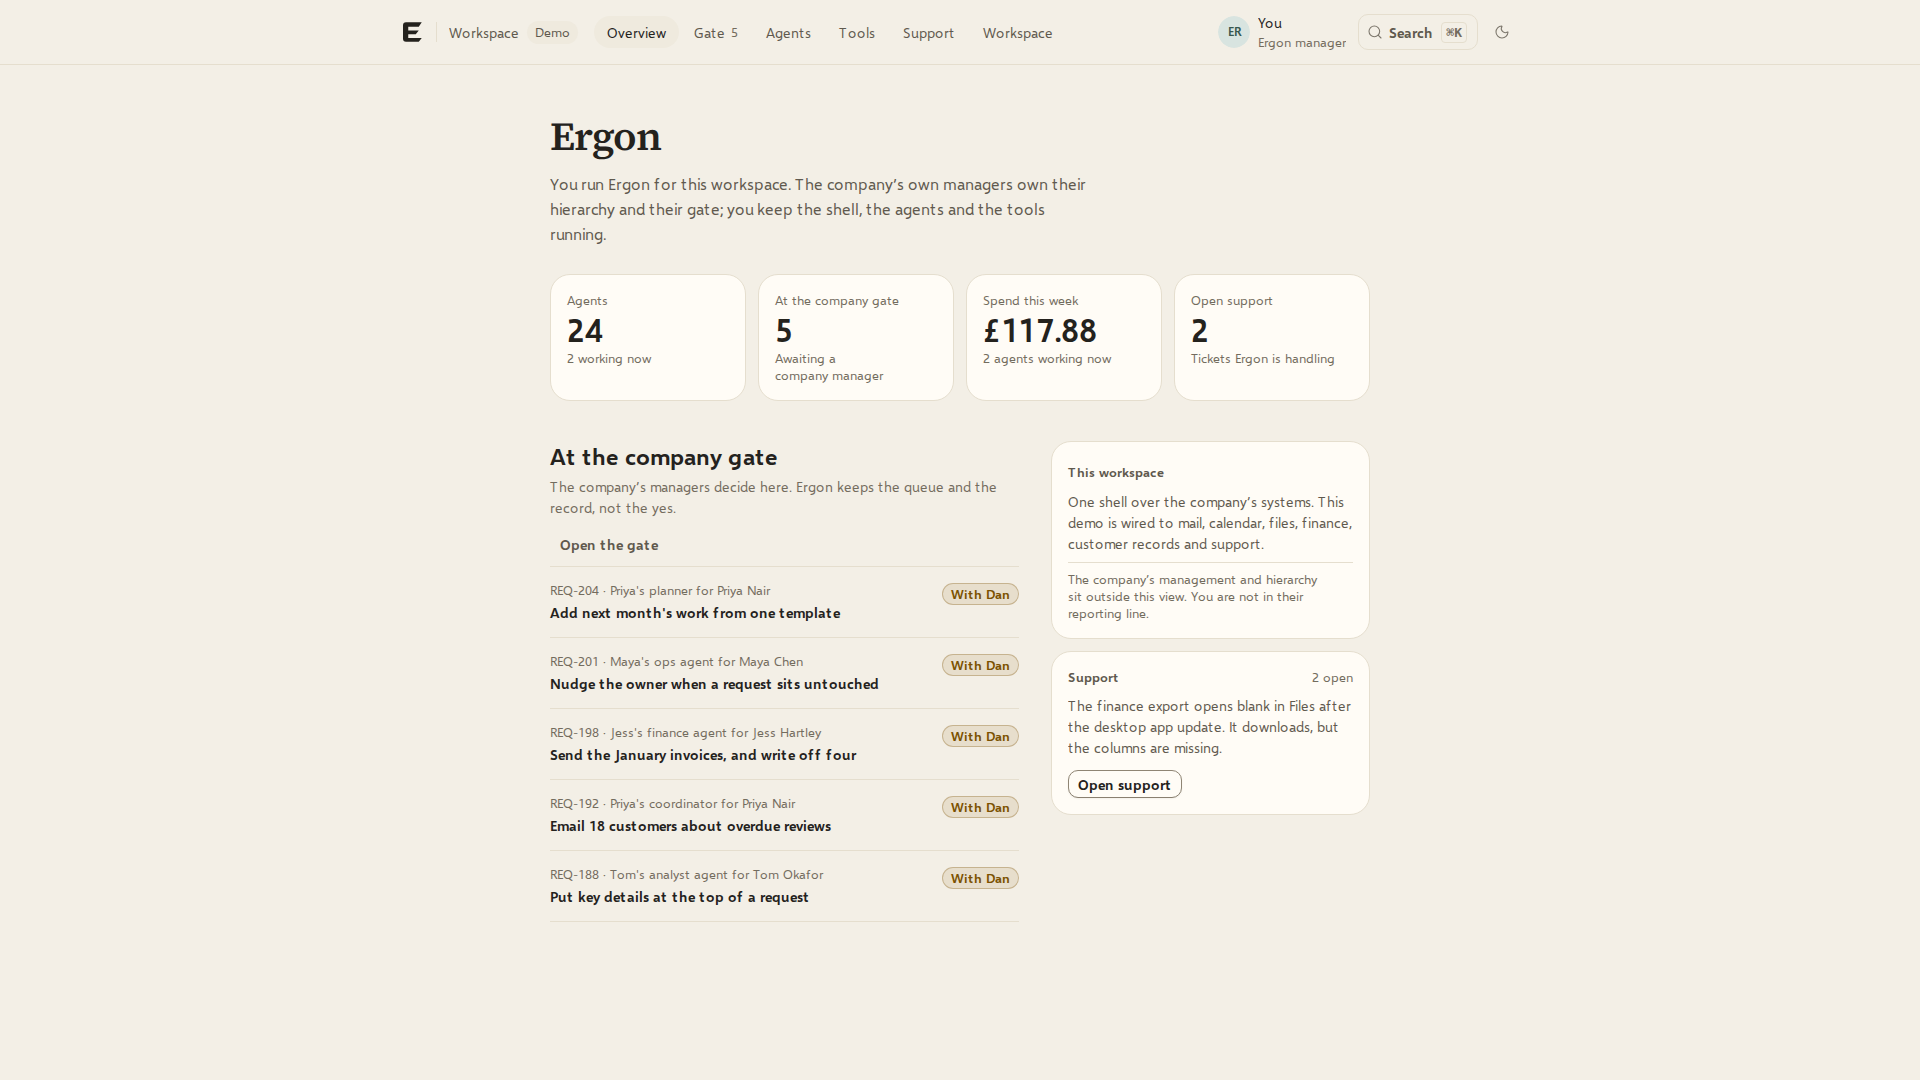 E
Workspace
Demo
Overview
Gate 5
Agents
Tools
Support
Workspace
ER
You
Ergon manager
Search
⌘K
Ergon
You run Ergon for this workspace. The company’s own managers own their
hierarchy and their gate; you keep the shell, the agents and the tools
running.
Agents
24
2 working now
At the company gate
5
Awaiting a
company manager
Spend this week
£117.88
2 agents working now
Open support
2
Tickets Ergon is handling
At the company gate
The company’s managers decide here. Ergon keeps the queue and the
record, not the yes.
Open the gate
REQ-204 · Priya's planner for Priya Nair
Add next month's work from one template
With Dan
REQ-201 · Maya's ops agent for Maya Chen
Nudge the owner when a request sits untouched
With Dan
REQ-198 · Jess's finance agent for Jess Hartley
Send the January invoices, and write off four
With Dan
REQ-192 · Priya's coordinator for Priya Nair
Email 18 customers about overdue reviews
With Dan
REQ-188 · Tom's analyst agent for Tom Okafor
Put key details at the top of a request
With Dan
This workspace
One shell over the company’s systems. This
demo is wired to mail, calendar, files, finance,
customer records and support.
The company’s management and hierarchy
sit outside this view. You are not in their
reporting line.
Support
2 open
The finance export opens blank in Files after
the desktop app update. It downloads, but
the columns are missing.
Open support